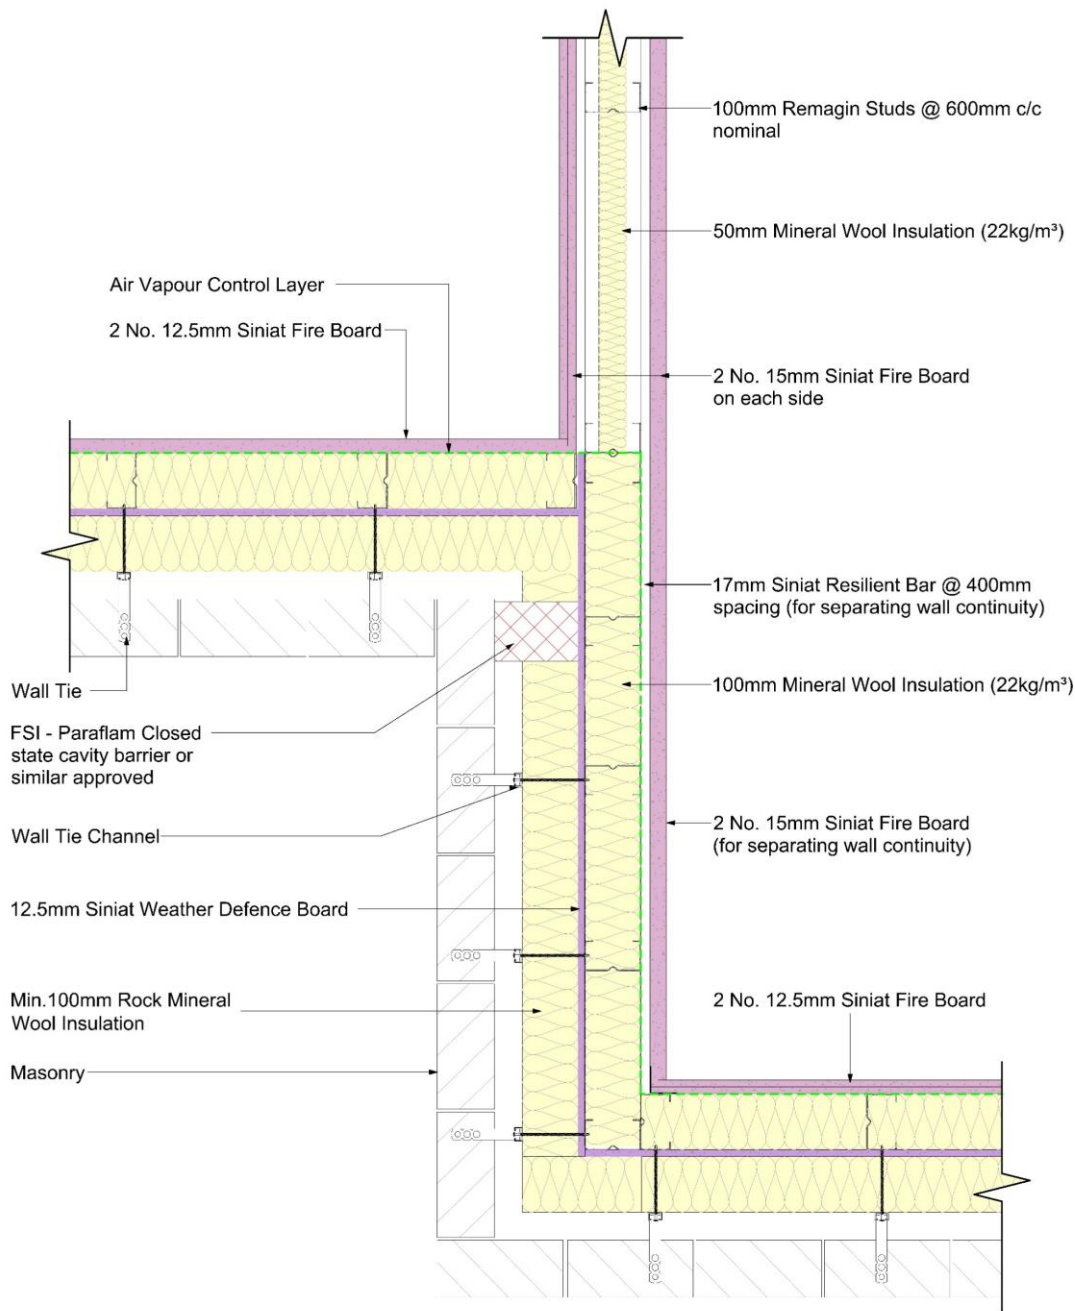 100mm Remagin Studs @ 600mm c/c
nominal
50mm Mineral Wool Insulation (22kg/m³)
Air Vapour Control Layer
2 No. 12.5mm Siniat Fire Board
2 No. 15mm Siniat Fire Board
on each side
17mm Siniat Resilient Bar @ 400mm
spacing (for separating wall continuity)
Wall Tie
100mm Mineral Wool Insulation (22kg/m³)
FSI - Paraflam Closed
state cavity barrier or
similar approved
Wall Tie Channel
2 No. 15mm Siniat Fire Board
(for separating wall continuity)
12.5mm Siniat Weather Defence Board
Min.100mm Rock Mineral
Wool Insulation
2 No. 12.5mm Siniat Fire Board
Masonry